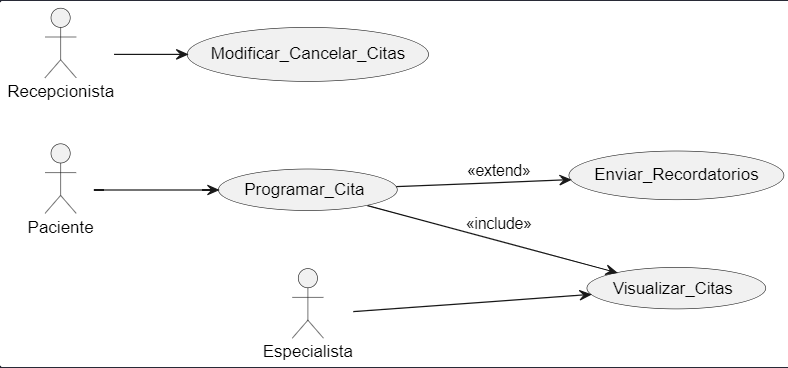 Modificar_Cancelar_Citas
Recepcionista
«extend»
Enviar_Recordatorios
Programar_Cita
Paciente
«include»
Visualizar_Citas
Especialista